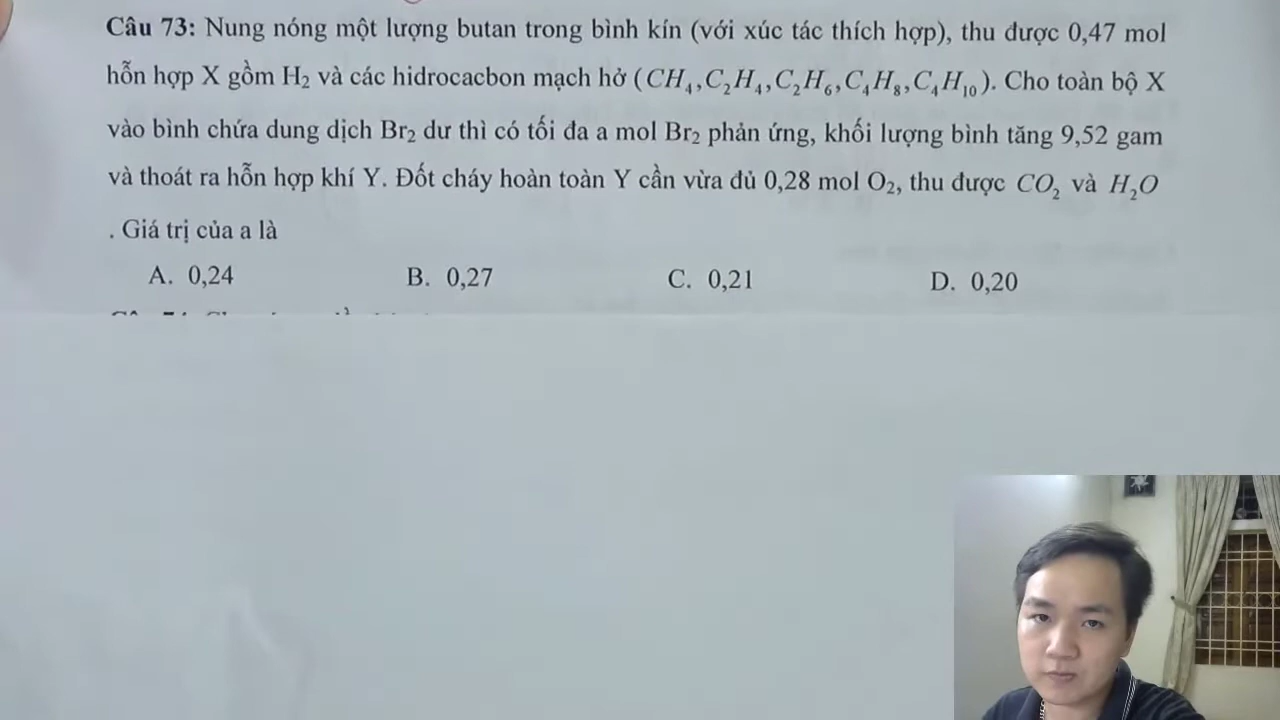 Câu 73: Nung nóng một lượng butan trong bình kín (với xúc tác thích hợp), thu được 0,47 mol
hỗn hợp X gồm H₂ và các hidrocacbon mạch hở (CH₄,C₂H₄,C₂H₆,C₄H₈,C₄H₁₀). Cho toàn bộ X
vào bình chứa dung dịch Br₂ dư thì có tối đa a mol Br₂ phản ứng, khối lượng bình tăng 9,52 gam
và thoát ra hỗn hợp khí Y. Đốt cháy hoàn toàn Y cần vừa đủ 0,28 mol O₂, thu được CO₂ và H₂O
. Giá trị của a là
A. 0,24 B. 0,27 C. 0,21 D. 0,20